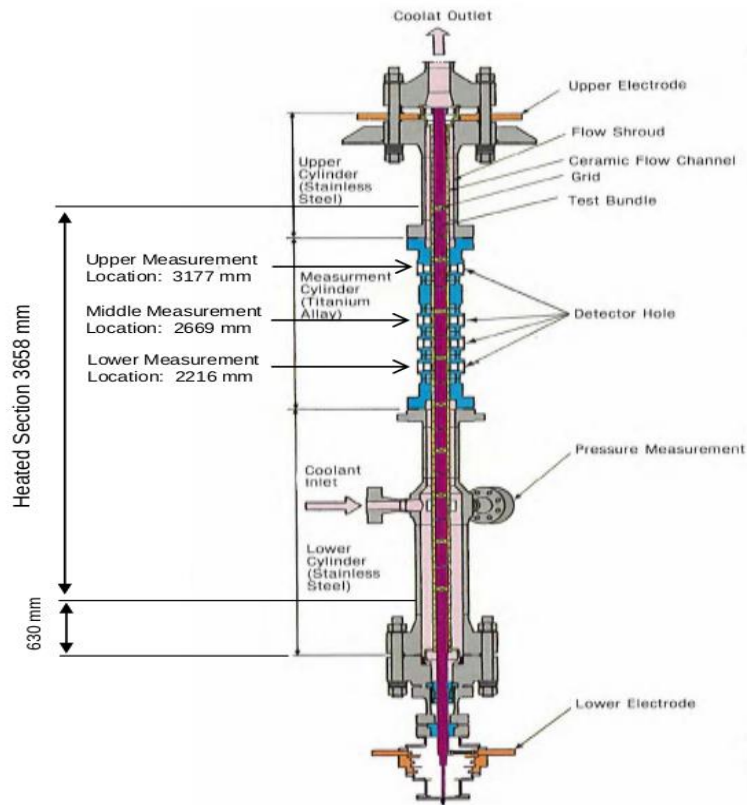 Coolat Outlet
Upper Electrode
Flow Shroud
Ceramic Flow Channel
Grid
Test Bundle
Upper
Cylinder
(Stainless
Steel)
Upper Measurement
Location: 3177 mm
Measurment
Cylinder
(Titanium
Allay)
Middle Measurement
Location: 2669 mm
Detector Hole
Lower Measurement
Location: 2216 mm
Heated Section 3658 mm
Pressure Measurement
Coolant
Inlet
Lower
Cylinder
(Stainless
Steel)
630 mm
Lower Electrode